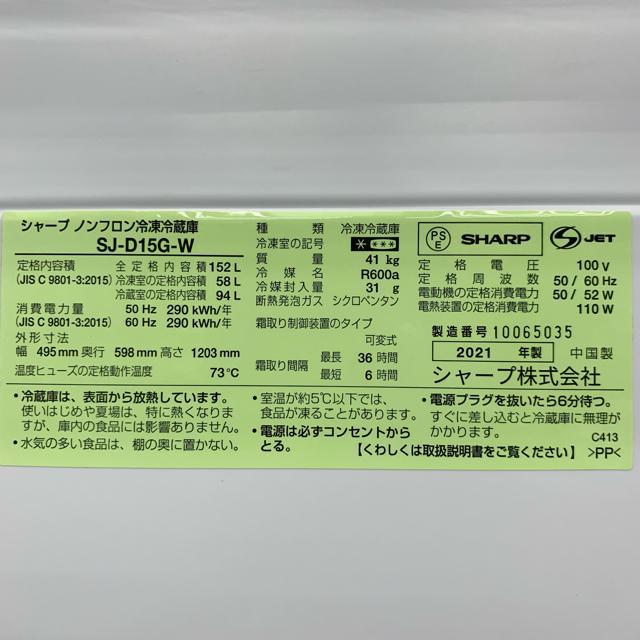 シャープ ノンフロン冷凍冷蔵庫
SJ-D15G-W
定格内容積 全定格内容積 152 L
(JIS C 9801-3:2015) 冷凍室の定格内容積 58 L
冷蔵室の定格内容積 94 L
消費電力量 50 Hz 290 kWh/年
(JIS C 9801-3:2015) 60 Hz 290 kWh/年
外形寸法
幅 495 mm 奥行 598 mm 高さ 1203 mm
温度ヒューズの定格動作温度 73℃
種類 冷凍冷蔵庫
冷凍室の記号 * ***
質量 41 kg
冷媒名 R600a
冷媒封入量 31 g
断熱発泡ガス シクロペンタン
霜取り制御装置のタイプ
可変式
霜取り間隔 最長 36 時間
最短 6 時間
PSE SHARP S JET
定格電圧 100 V
定格周波数 50 / 60 Hz
電動機の定格消費電力 50 / 52 W
電熱装置の定格消費電力 110 W
製造番号 10065035
2021 年製 中国製
シャープ株式会社
・冷蔵庫は、表面から放熱しています。
使いはじめや夏場は、特に熱くなりま
すが、庫内の食品には影響ありません。
・水気の多い食品は、棚の奥に置かない。
・室温が約5℃以下では、
食品が凍ることがあります。
・電源は必ずコンセントから
とる。
・電源プラグを抜いたら6分待つ。
すぐに差し込むと冷蔵庫に無理が
かかります。
C413
【くわしくは取扱説明書をご覧ください】 >PP<